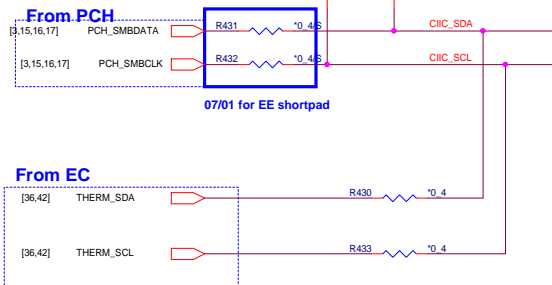 From PCH
[3,15,16,17] PCH_SMBDATA R431 *0_4/S CIIC_SDA
[3,15,16,17] PCH_SMBCLK R432 *0_4/S CIIC_SCL
07/01 for EE shortpad
From EC
[36,42] THERM_SDA R430 *0_4
[36,42] THERM_SCL R433 *0_4